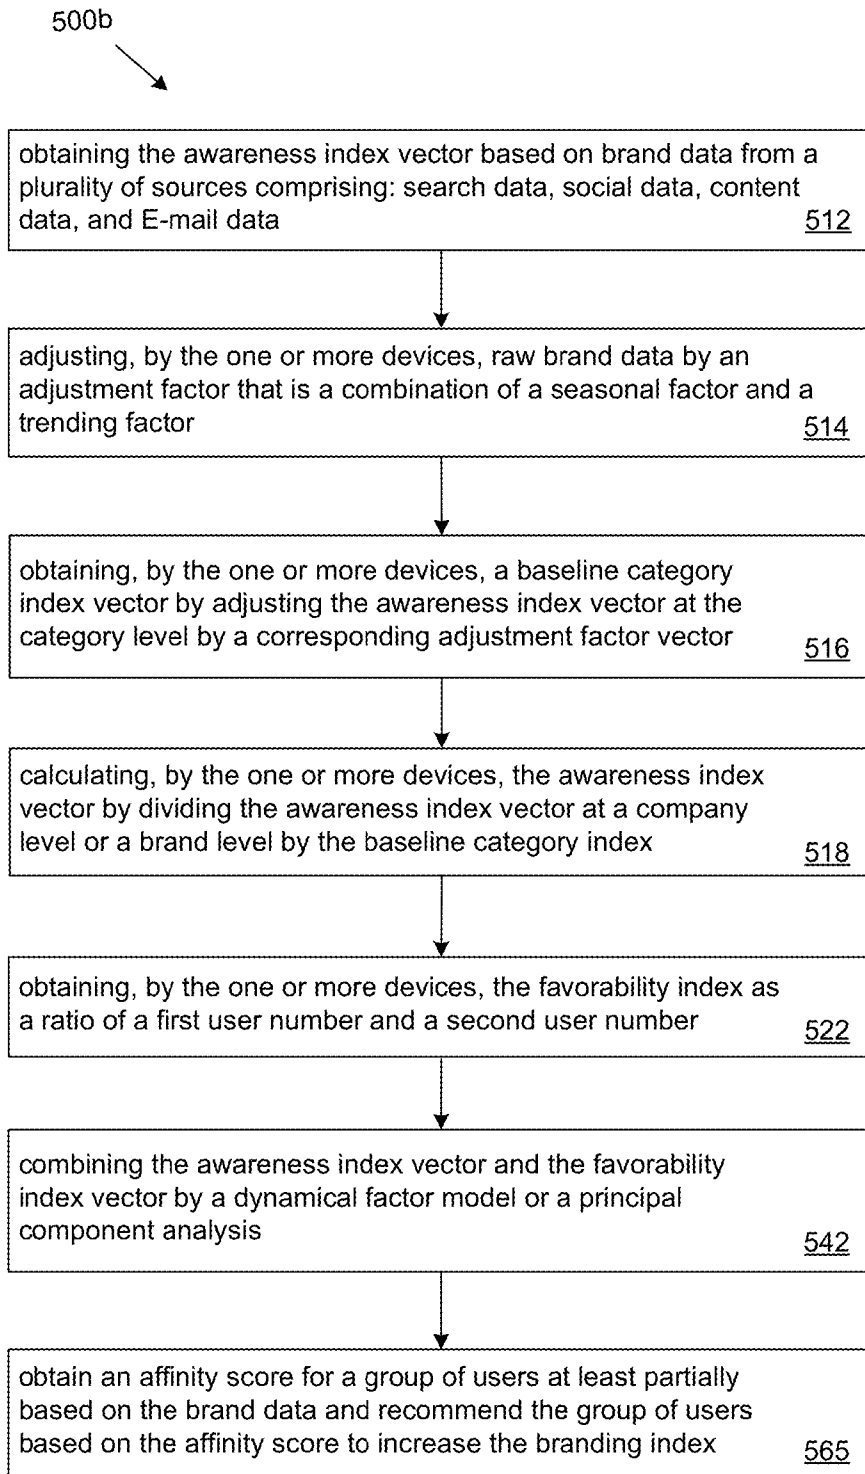 500b
obtaining the awareness index vector based on brand data from a
plurality of sources comprising: search data, social data, content
data, and E-mail data
512
adjusting, by the one or more devices, raw brand data by an
adjustment factor that is a combination of a seasonal factor and a
trending factor
514
obtaining, by the one or more devices, a baseline category
index vector by adjusting the awareness index vector at the
category level by a corresponding adjustment factor vector
516
calculating, by the one or more devices, the awareness index
vector by dividing the awareness index vector at a company
level or a brand level by the baseline category index
518
obtaining, by the one or more devices, the favorability index as
a ratio of a first user number and a second user number
522
combining the awareness index vector and the favorability
index vector by a dynamical factor model or a principal
component analysis
542
obtain an affinity score for a group of users at least partially
based on the brand data and recommend the group of users
based on the affinity score to increase the branding index
565